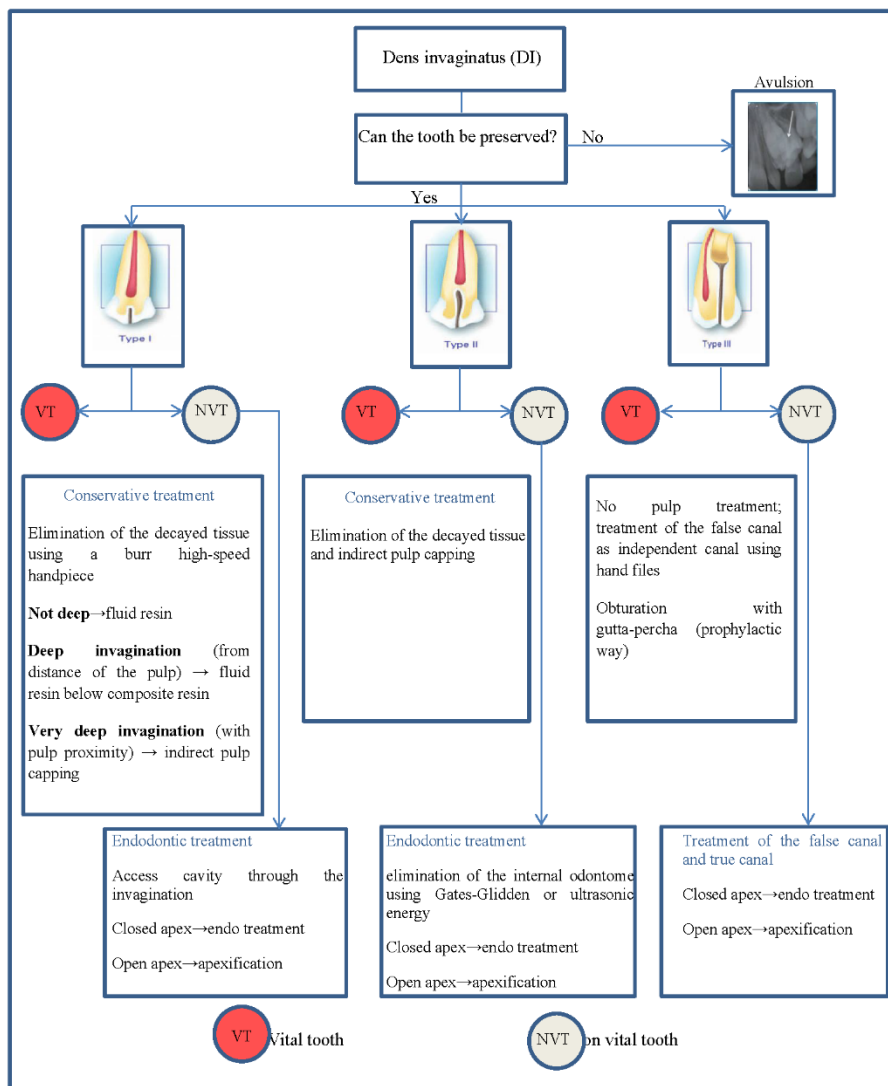 Dens invaginatus (DI)
Avulsion
Can the tooth be preserved?
No
Yes
Type I
Type II
Type III
VT
NVT
VT
NVT
VT
NVT
Conservative treatment
Elimination of the decayed tissue
using a burr high-speed
handpiece
Not deep→fluid resin
Deep invagination (from
distance of the pulp) → fluid
resin below composite resin
Very deep invagination (with
pulp proximity) → indirect pulp
capping
Conservative treatment
Elimination of the decayed tissue
and indirect pulp capping
No pulp treatment;
treatment of the false canal
as independent canal using
hand files
Obturation with
gutta-percha (prophylactic
way)
Endodontic treatment
Access cavity through the
invagination
Closed apex→endo treatment
Open apex→apexification
Endodontic treatment
elimination of the internal odontome
using Gates-Glidden or ultrasonic
energy
Closed apex→endo treatment
Open apex→apexification
Treatment of the false canal
and true canal
Closed apex→endo treatment
Open apex→apexification
VT Vital tooth
NVT on vital tooth